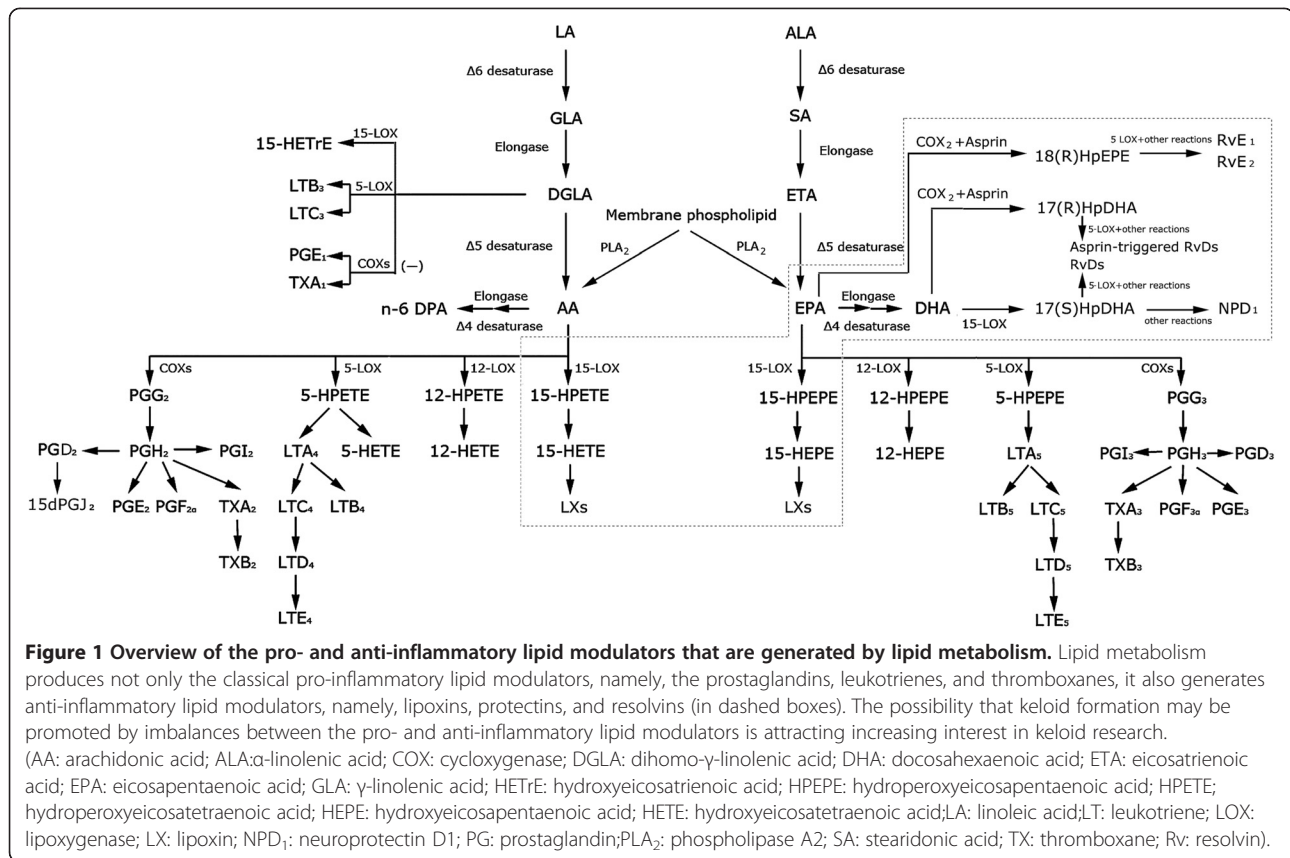 LA ALA
Δ6 desaturase Δ6 desaturase
GLA SA
15-LOX
15-HETrE Elongase Elongase COX₂ +Asprin 5 LOX+other reactions RvE₁
18(R)HpEPE RvE₂
LTB₃ 5-LOX DGLA ETA COX₂ +Asprin
LTC₃ Membrane phospholipid 17(R)HpDHA
5-LOX+other reactions
PGE₁ COXs (—) Δ5 desaturase PLA₂ PLA₂ Δ5 desaturase Asprin-triggered RvDs
TXA₁ RvDs
5-LOX+other reactions
Elongase Elongase
n-6 DPA AA EPA DHA 17(S)HpDHA NPD₁
Δ4 desaturase Δ4 desaturase 15-LOX other reactions
COXs 5-LOX 12-LOX 15-LOX 15-LOX 12-LOX 5-LOX COXs
PGG₂ 5-HPETE 12-HPETE 15-HPETE 15-HPEPE 12-HPEPE 5-HPEPE PGG₃
PGD₂ PGH₂ PGI₂ LTA₄ 5-HETE 12-HETE 15-HETE 15-HEPE 12-HEPE LTA₅ PGI₃ PGH₃ PGD₃
15dPGJ₂ PGE₂ PGF₂α TXA₂ LTC₄ LTB₄ LXs LXs LTB₅ LTC₅ TXA₃ PGF₃α PGE₃
TXB₂ LTD₄ LTD₅ TXB₃
LTE₄ LTE₅
Figure 1 Overview of the pro- and anti-inflammatory lipid modulators that are generated by lipid metabolism. Lipid metabolism
produces not only the classical pro-inflammatory lipid modulators, namely, the prostaglandins, leukotrienes, and thromboxanes, it also generates
anti-inflammatory lipid modulators, namely, lipoxins, protectins, and resolvins (in dashed boxes). The possibility that keloid formation may be
promoted by imbalances between the pro- and anti-inflammatory lipid modulators is attracting increasing interest in keloid research.
(AA: arachidonic acid; ALA:α-linolenic acid; COX: cycloxygenase; DGLA: dihomo-γ-linolenic acid; DHA: docosahexaenoic acid; ETA: eicosatrienoic
acid; EPA: eicosapentaenoic acid; GLA: γ-linolenic acid; HETrE: hydroxyeicosatrienoic acid; HPEPE: hydroperoxyeicosapentaenoic acid; HPETE;
hydroperoxyeicosatetraenoic acid; HEPE: hydroxyeicosapentaenoic acid; HETE: hydroxyeicosatetraenoic acid;LA: linoleic acid;LT: leukotriene; LOX:
lipoxygenase; LX: lipoxin; NPD₁: neuroprotectin D1; PG: prostaglandin;PLA₂: phospholipase A2; SA: stearidonic acid; TX: thromboxane; Rv: resolvin).